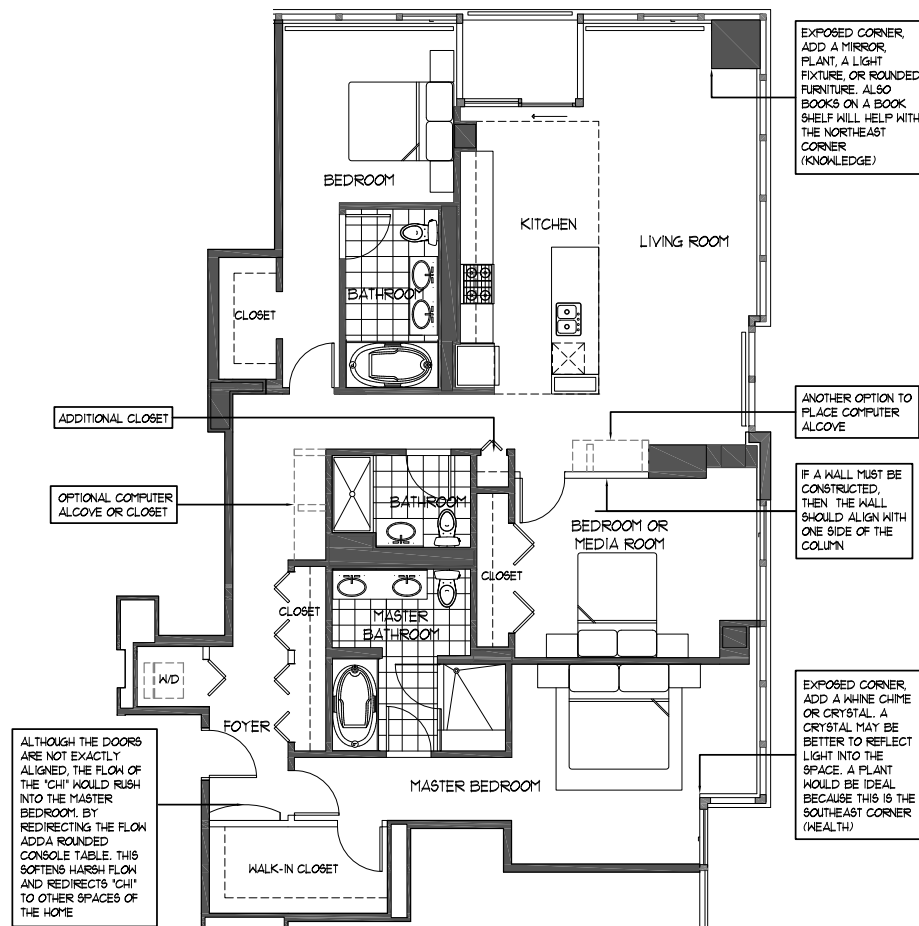 EXPOSED CORNER,
ADD A MIRROR,
PLANT, A LIGHT
FIXTURE, OR ROUNDED
FURNITURE. ALSO
BOOKS ON A BOOK
SHELF WILL HELP WITH
THE NORTHEAST
CORNER
(KNOWLEDGE)
BEDROOM
KITCHEN
LIVING ROOM
BATHROOM
CLOSET
ADDITIONAL CLOSET
ANOTHER OPTION TO
PLACE COMPUTER
ALCOVE
OPTIONAL COMPUTER
ALCOVE OR CLOSET
BATHROOM
BEDROOM OR
MEDIA ROOM
IF A WALL MUST BE
CONSTRUCTED,
THEN THE WALL
SHOULD ALIGN WITH
ONE SIDE OF THE
COLUMN
CLOSET
CLOSET
MASTER
BATHROOM
W/D
FOYER
EXPOSED CORNER,
ADD A WHINE CHIME
OR CRYSTAL. A
CRYSTAL MAY BE
BETTER TO REFLECT
LIGHT INTO THE
SPACE. A PLANT
WOULD BE IDEAL
BECAUSE THIS IS THE
SOUTHEAST CORNER
(WEALTH)
ALTHOUGH THE DOORS
ARE NOT EXACTLY
ALIGNED, THE FLOW OF
THE "CHI" WOULD RUSH
INTO THE MASTER
BEDROOM. BY
REDIRECTING THE FLOW
ADDA ROUNDED
CONSOLE TABLE. THIS
SOFTENS HARSH FLOW
AND REDIRECTS "CHI"
TO OTHER SPACES OF
THE HOME
MASTER BEDROOM
WALK-IN CLOSET